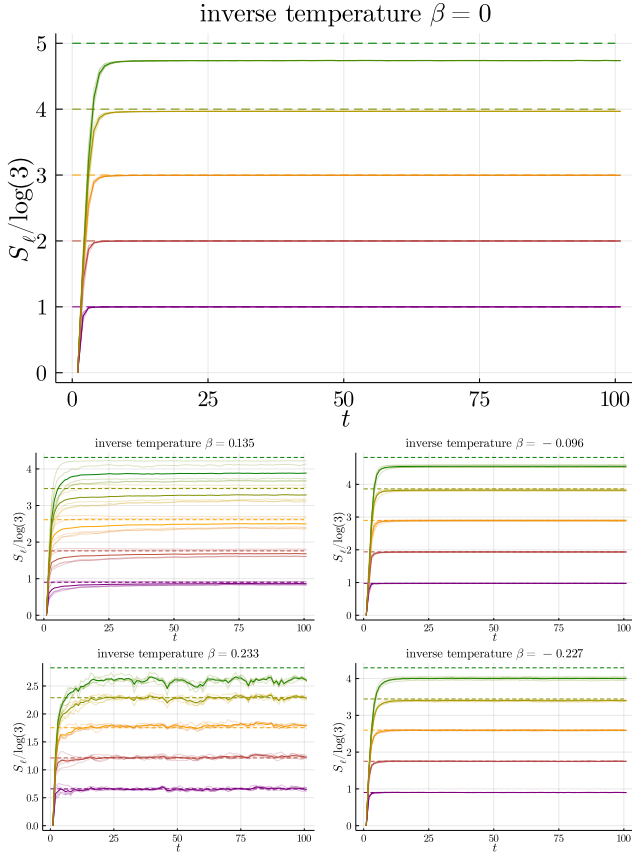 inverse temperature β = 0
5
4
3
2
1
0
S_ℓ/log(3)
0 25 50 75 100
t
inverse temperature β = 0.135
4
3
2
1
0
S_ℓ/log(3)
0 25 50 75 100
t
inverse temperature β = − 0.096
4
3
2
1
0
S_ℓ/log(3)
0 25 50 75 100
t
inverse temperature β = 0.233
2.5
2.0
1.5
1.0
0.5
0.0
S_ℓ/log(3)
0 25 50 75 100
t
inverse temperature β = − 0.227
4
3
2
1
0
S_ℓ/log(3)
0 25 50 75 100
t